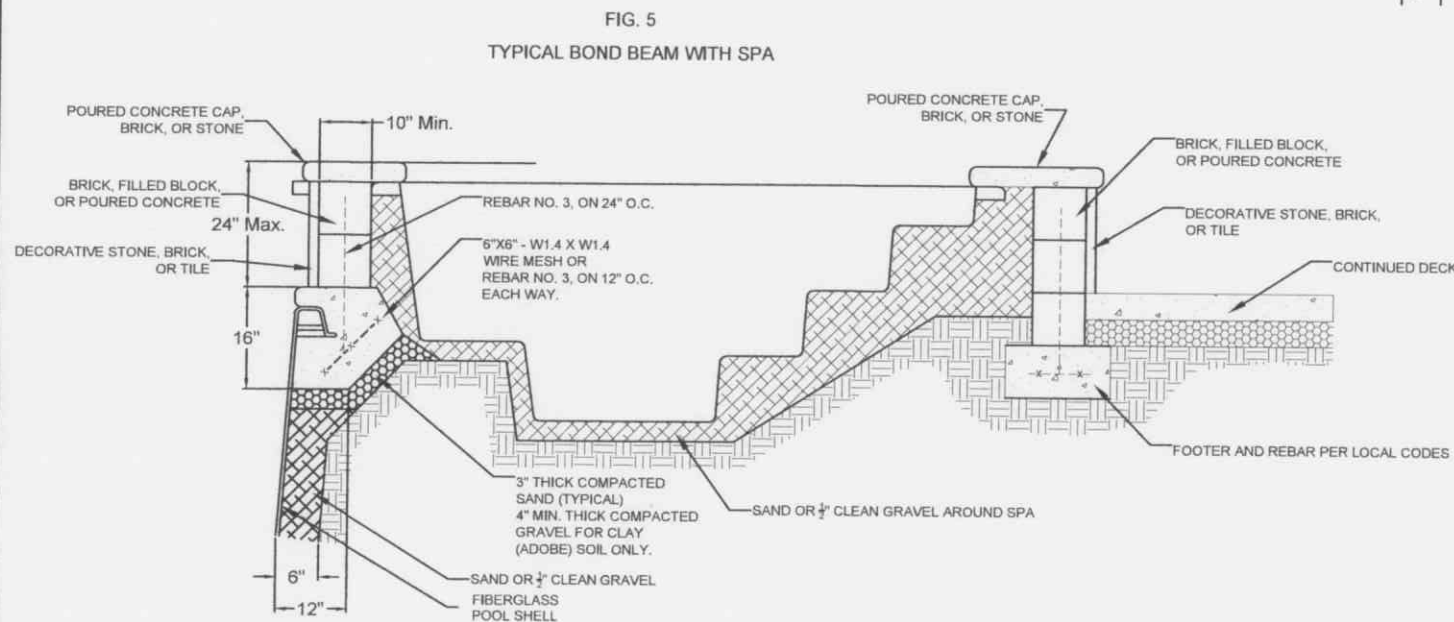 FIG. 5
TYPICAL BOND BEAM WITH SPA
POURED CONCRETE CAP,
BRICK, OR STONE
10" Min.
BRICK, FILLED BLOCK,
OR POURED CONCRETE
24" Max.
DECORATIVE STONE, BRICK,
OR TILE
16"
REBAR NO. 3, ON 24" O.C.
6"X6" - W1.4 X W1.4
WIRE MESH OR
REBAR NO. 3, ON 12" O.C.
EACH WAY.
POURED CONCRETE CAP,
BRICK, OR STONE
BRICK, FILLED BLOCK,
OR POURED CONCRETE
DECORATIVE STONE, BRICK,
OR TILE
CONTINUED DECK
FOOTER AND REBAR PER LOCAL CODES
3" THICK COMPACTED
SAND (TYPICAL)
4" MIN. THICK COMPACTED
GRAVEL FOR CLAY
(ADOBE) SOIL ONLY.
SAND OR ½" CLEAN GRAVEL AROUND SPA
SAND OR ½" CLEAN GRAVEL
FIBERGLASS
POOL SHELL
6"
12"